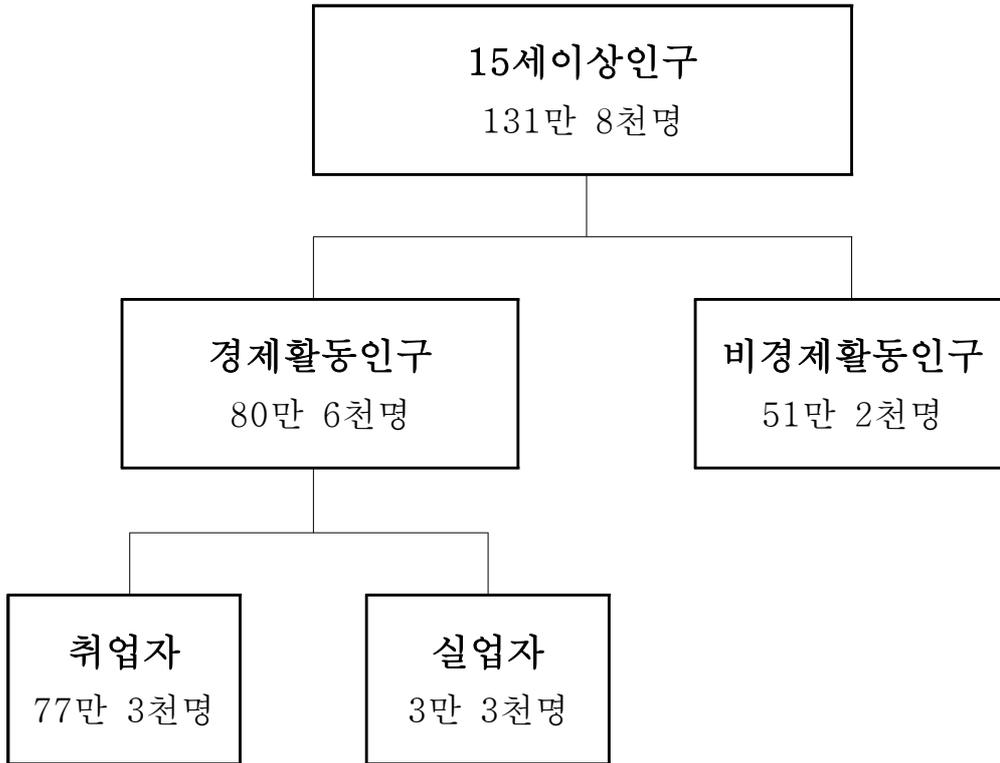 15세이상인구
131만 8천명
경제활동인구
80만 6천명
비경제활동인구
51만 2천명
취업자
77만 3천명
실업자
3만 3천명